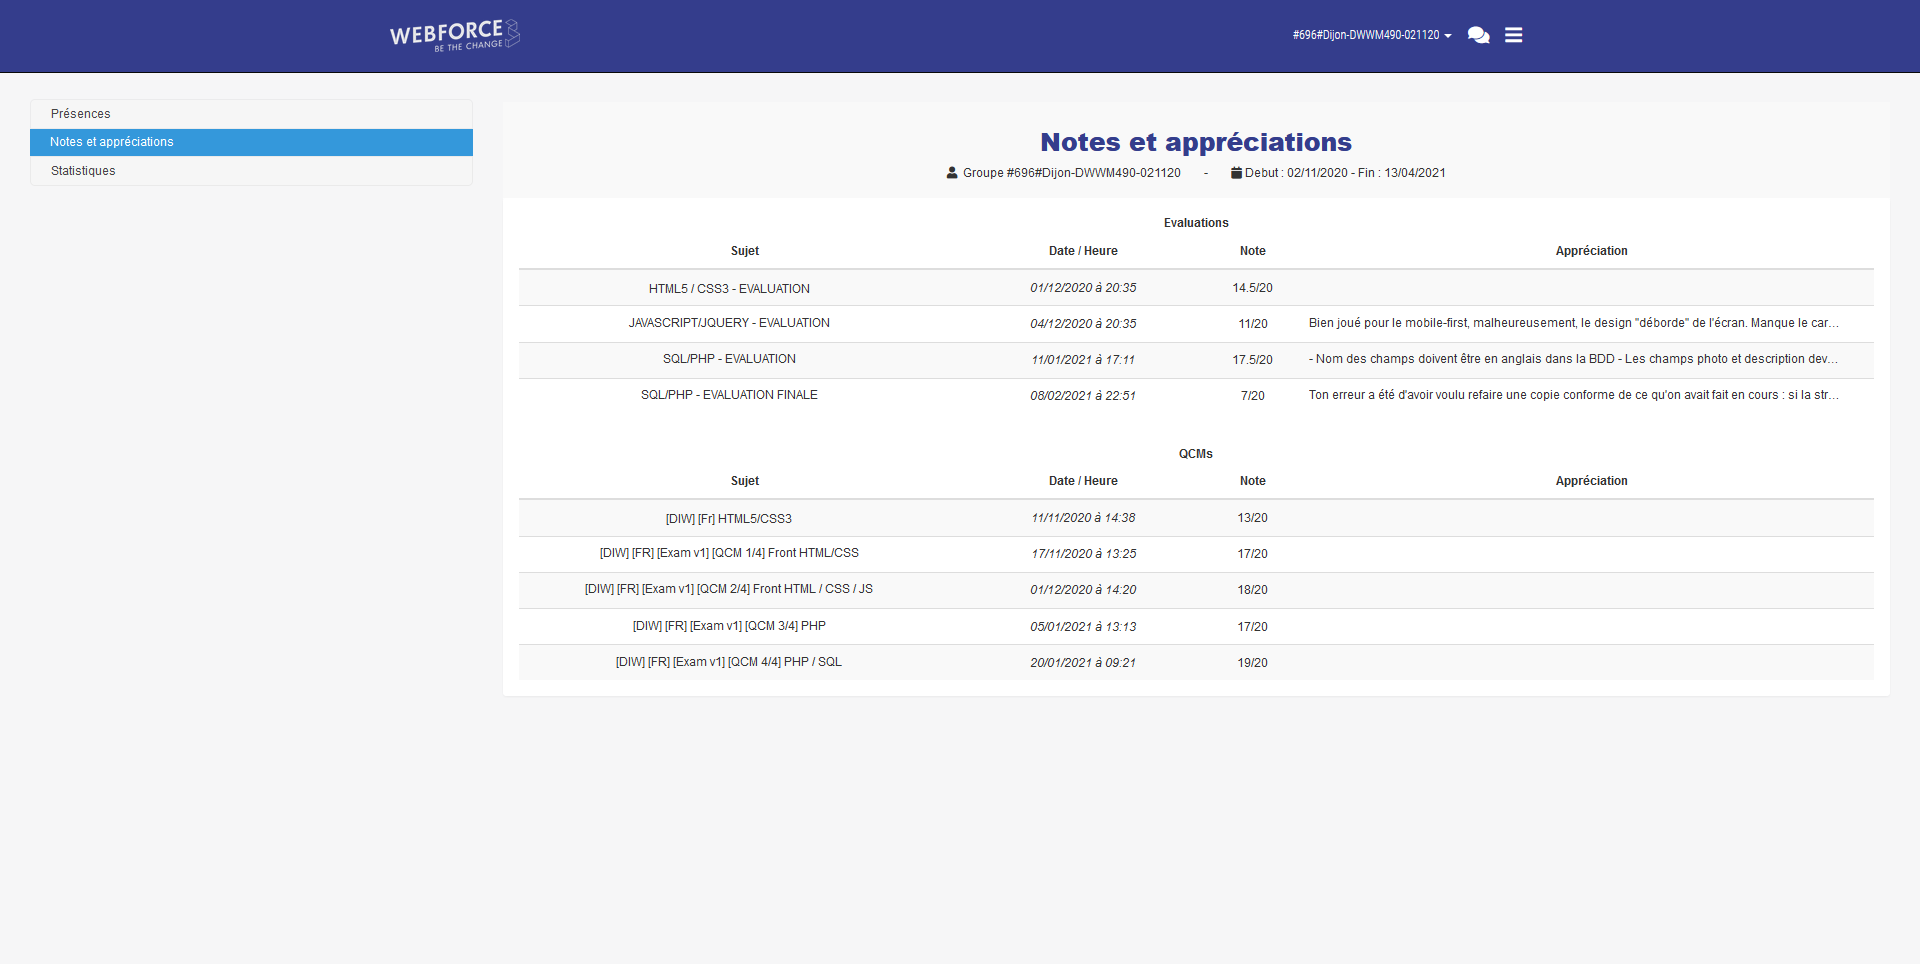 WEBFORCE3
BE THE CHANGE
#696#Dijon-DWWM490-021120
Présences
Notes et appréciations
Statistiques
Notes et appréciations
Groupe #696#Dijon-DWWM490-021120 - Debut : 02/11/2020 - Fin : 13/04/2021
Evaluations
Sujet Date / Heure Note Appréciation
HTML5 / CSS3 - EVALUATION 01/12/2020 à 20:35 14.5/20
JAVASCRIPT/JQUERY - EVALUATION 04/12/2020 à 20:35 11/20 Bien joué pour le mobile-first, malheureusement, le design "déborde" de l'écran. Manque le car...
SQL/PHP - EVALUATION 11/01/2021 à 17:11 17.5/20 - Nom des champs doivent être en anglais dans la BDD - Les champs photo et description dev...
SQL/PHP - EVALUATION FINALE 08/02/2021 à 22:51 7/20 Ton erreur a été d'avoir voulu refaire une copie conforme de ce qu'on avait fait en cours : si la str...
QCMs
Sujet Date / Heure Note Appréciation
[DIW] [Fr] HTML5/CSS3 11/11/2020 à 14:38 13/20
[DIW] [FR] [Exam v1] [QCM 1/4] Front HTML/CSS 17/11/2020 à 13:25 17/20
[DIW] [FR] [Exam v1] [QCM 2/4] Front HTML / CSS / JS 01/12/2020 à 14:20 18/20
[DIW] [FR] [Exam v1] [QCM 3/4] PHP 05/01/2021 à 13:13 17/20
[DIW] [FR] [Exam v1] [QCM 4/4] PHP / SQL 20/01/2021 à 09:21 19/20